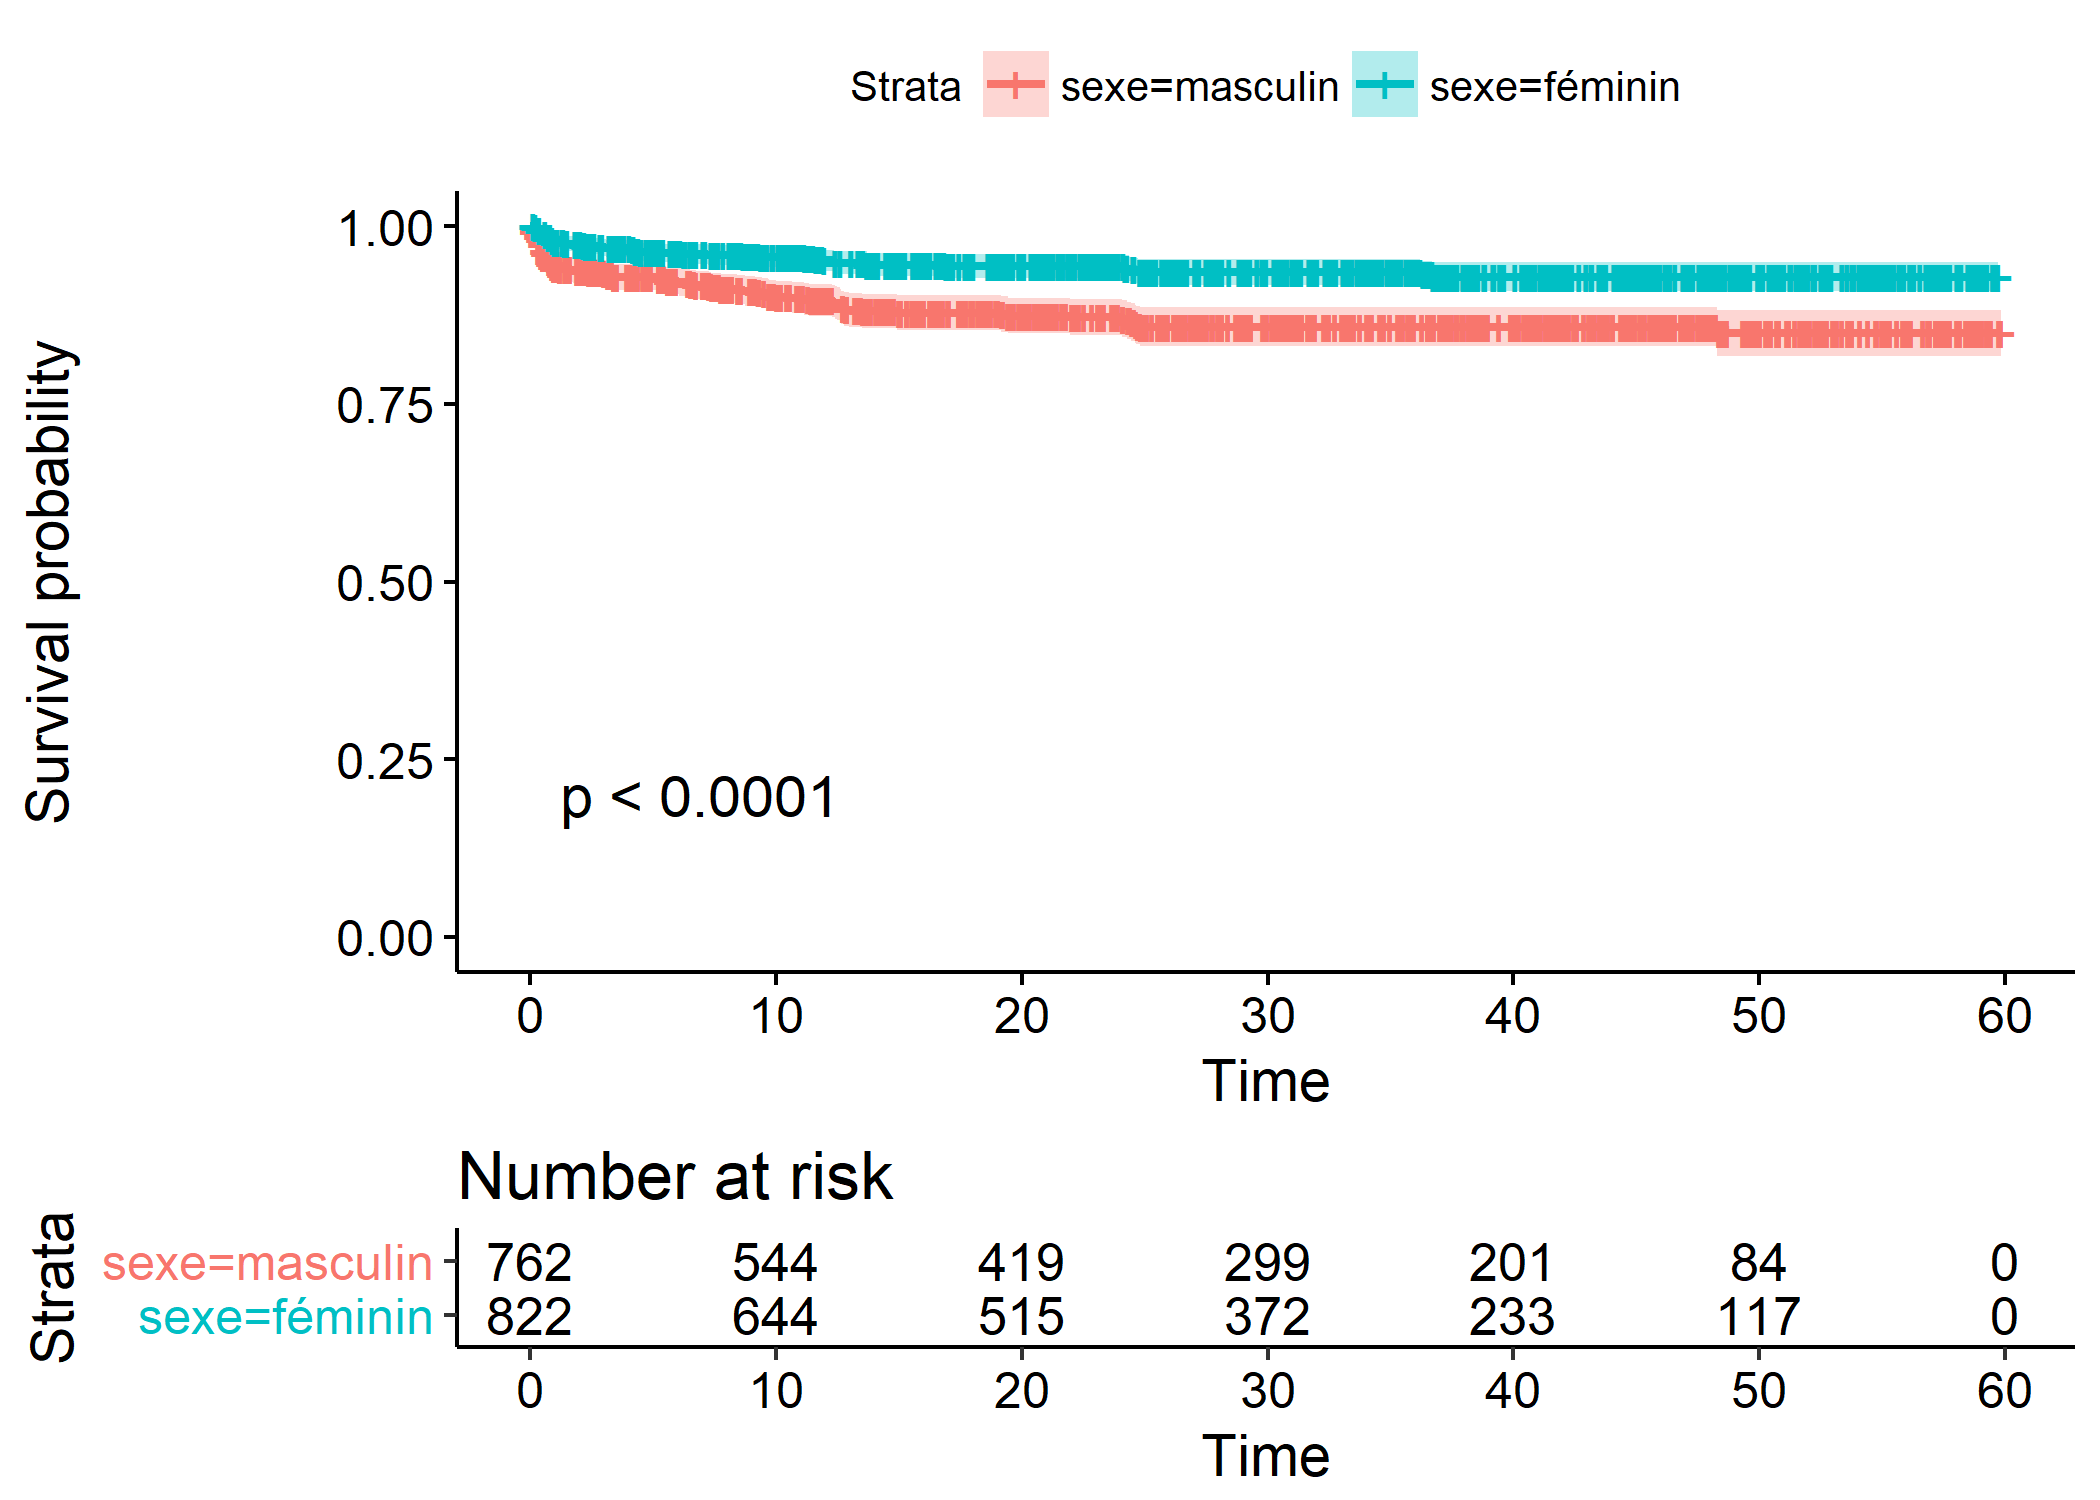 Strata sexe=masculin sexe=féminin
Survival probability
1.00
0.75
0.50
0.25
0.00
p < 0.0001
0 10 20 30 40 50 60
Time
Number at risk
Strata
sexe=masculin 762 544 419 299 201 84 0
sexe=féminin 822 644 515 372 233 117 0
0 10 20 30 40 50 60
Time